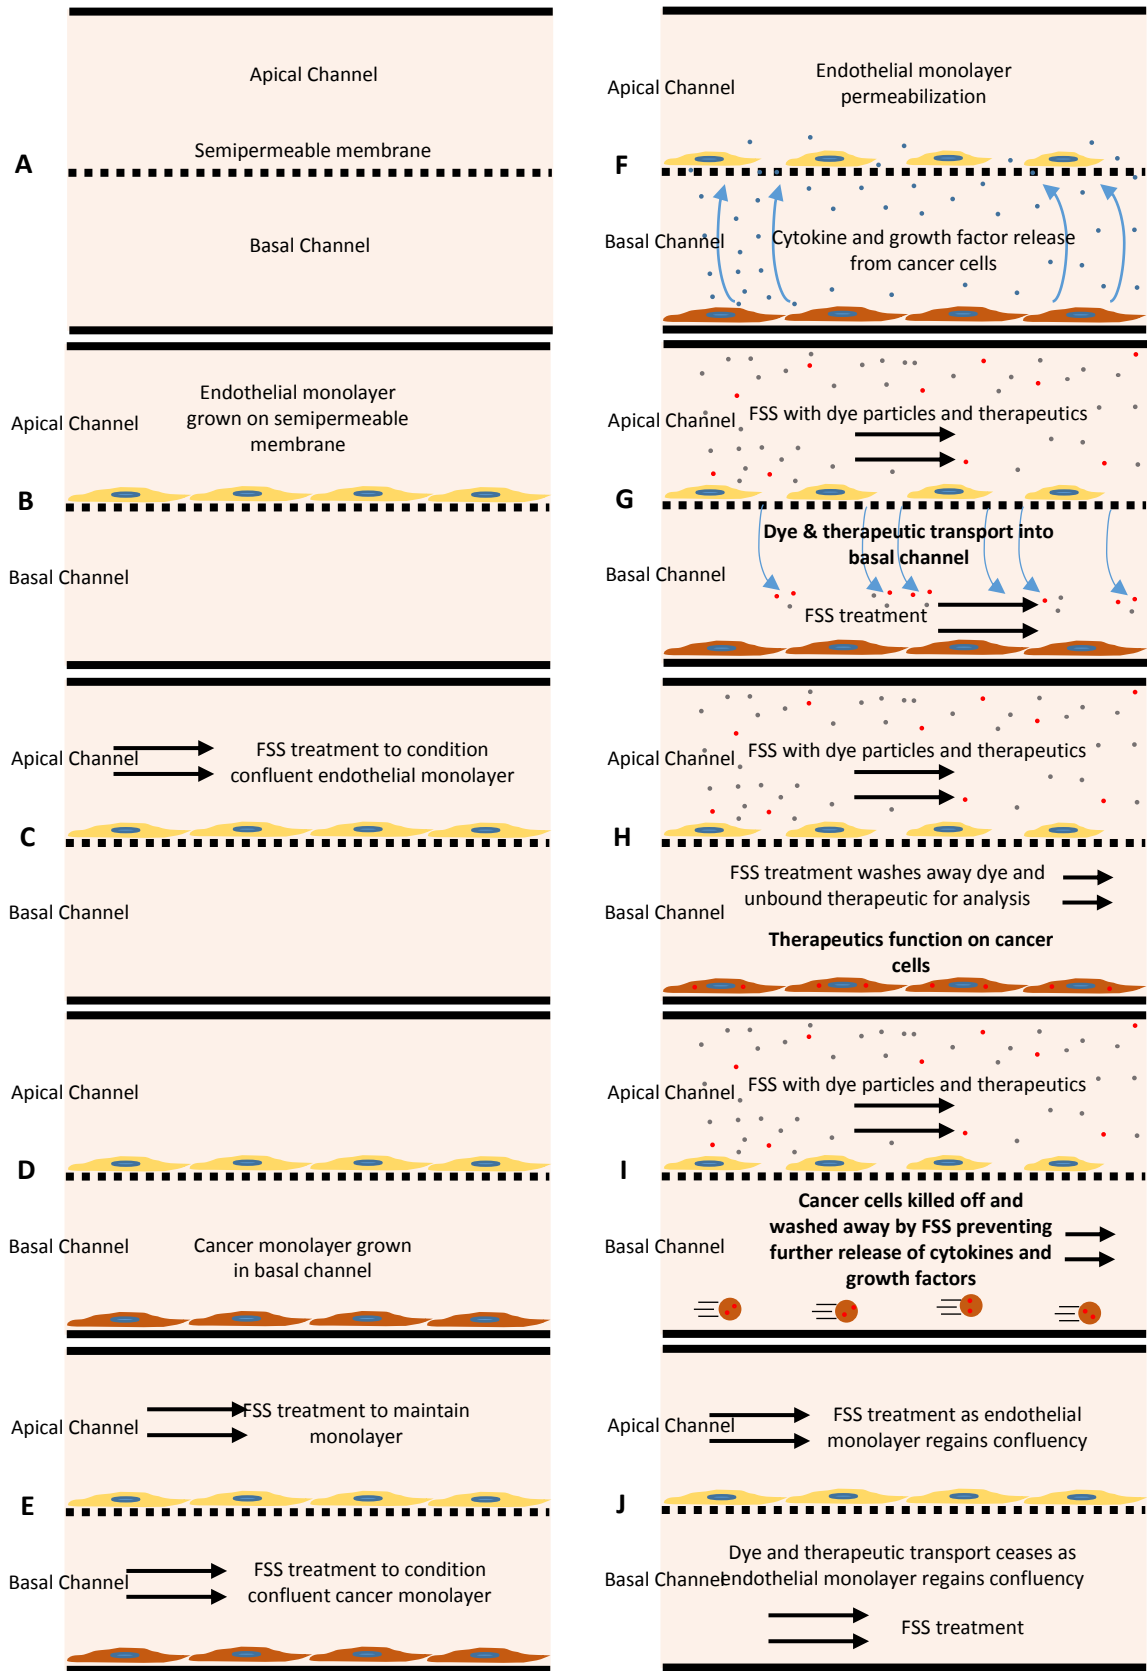 A
Apical Channel
Semipermeable membrane
Basal Channel
B
Endothelial monolayer
grown on semipermeable
membrane
Apical Channel
Basal Channel
C
Apical Channel
FSS treatment to condition
confluent endothelial monolayer
Basal Channel
D
Apical Channel
Basal Channel
Cancer monolayer grown
in basal channel
E
Apical Channel
FSS treatment to maintain
monolayer
Basal Channel
FSS treatment to condition
confluent cancer monolayer
F
Apical Channel
Endothelial monolayer
permeabilization
Basal Channel
Cytokine and growth factor release
from cancer cells
G
Apical Channel
FSS with dye particles and therapeutics
Dye & therapeutic transport into
basal channel
Basal Channel
FSS treatment
H
Apical Channel
FSS with dye particles and therapeutics
FSS treatment washes away dye and
unbound therapeutic for analysis
Basal Channel
Therapeutics function on cancer
cells
I
Apical Channel
FSS with dye particles and therapeutics
Cancer cells killed off and
washed away by FSS preventing
further release of cytokines and
growth factors
Basal Channel
J
Apical Channel
FSS treatment as endothelial
monolayer regains confluency
Dye and therapeutic transport ceases as
endothelial monolayer regains confluency
Basal Channel
FSS treatment